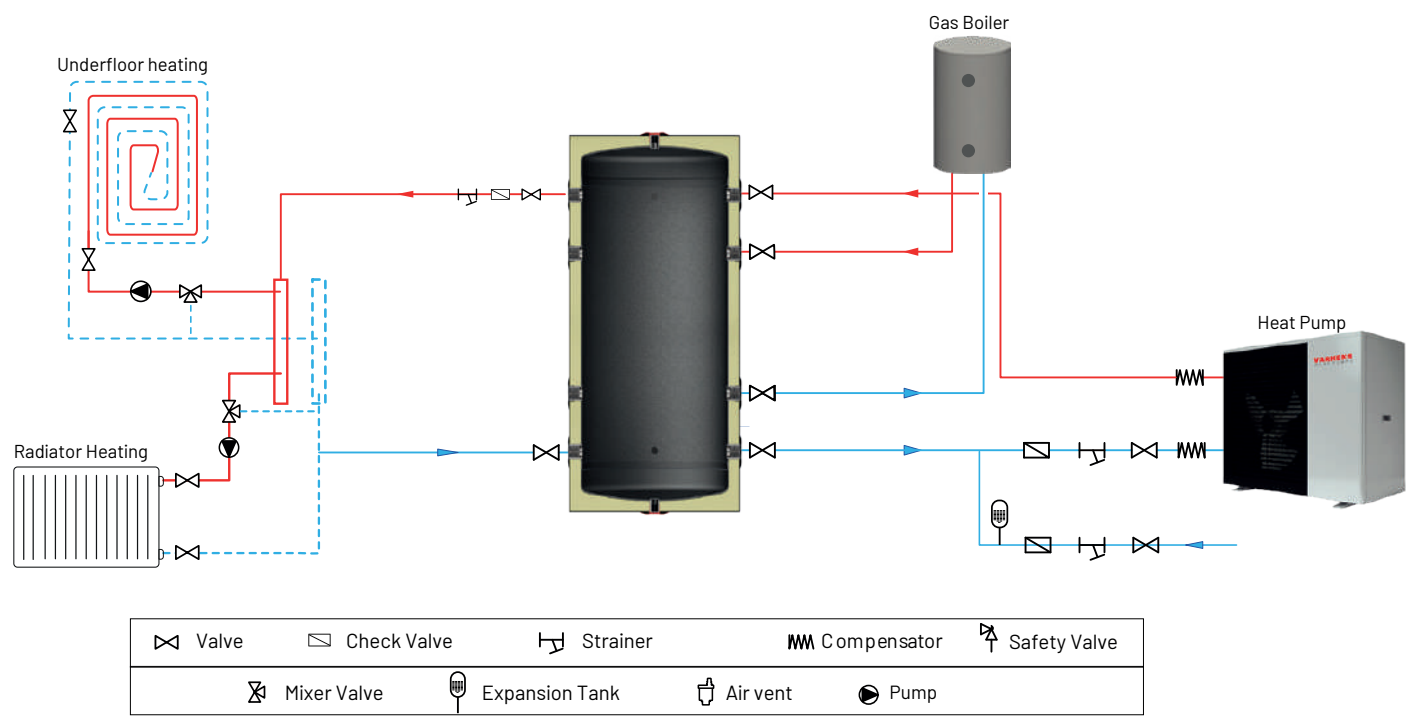 Gas Boiler
Underfloor heating
Heat Pump
Radiator Heating
Valve
Check Valve
Strainer
Compensator
Safety Valve
Mixer Valve
Expansion Tank
Air vent
Pump